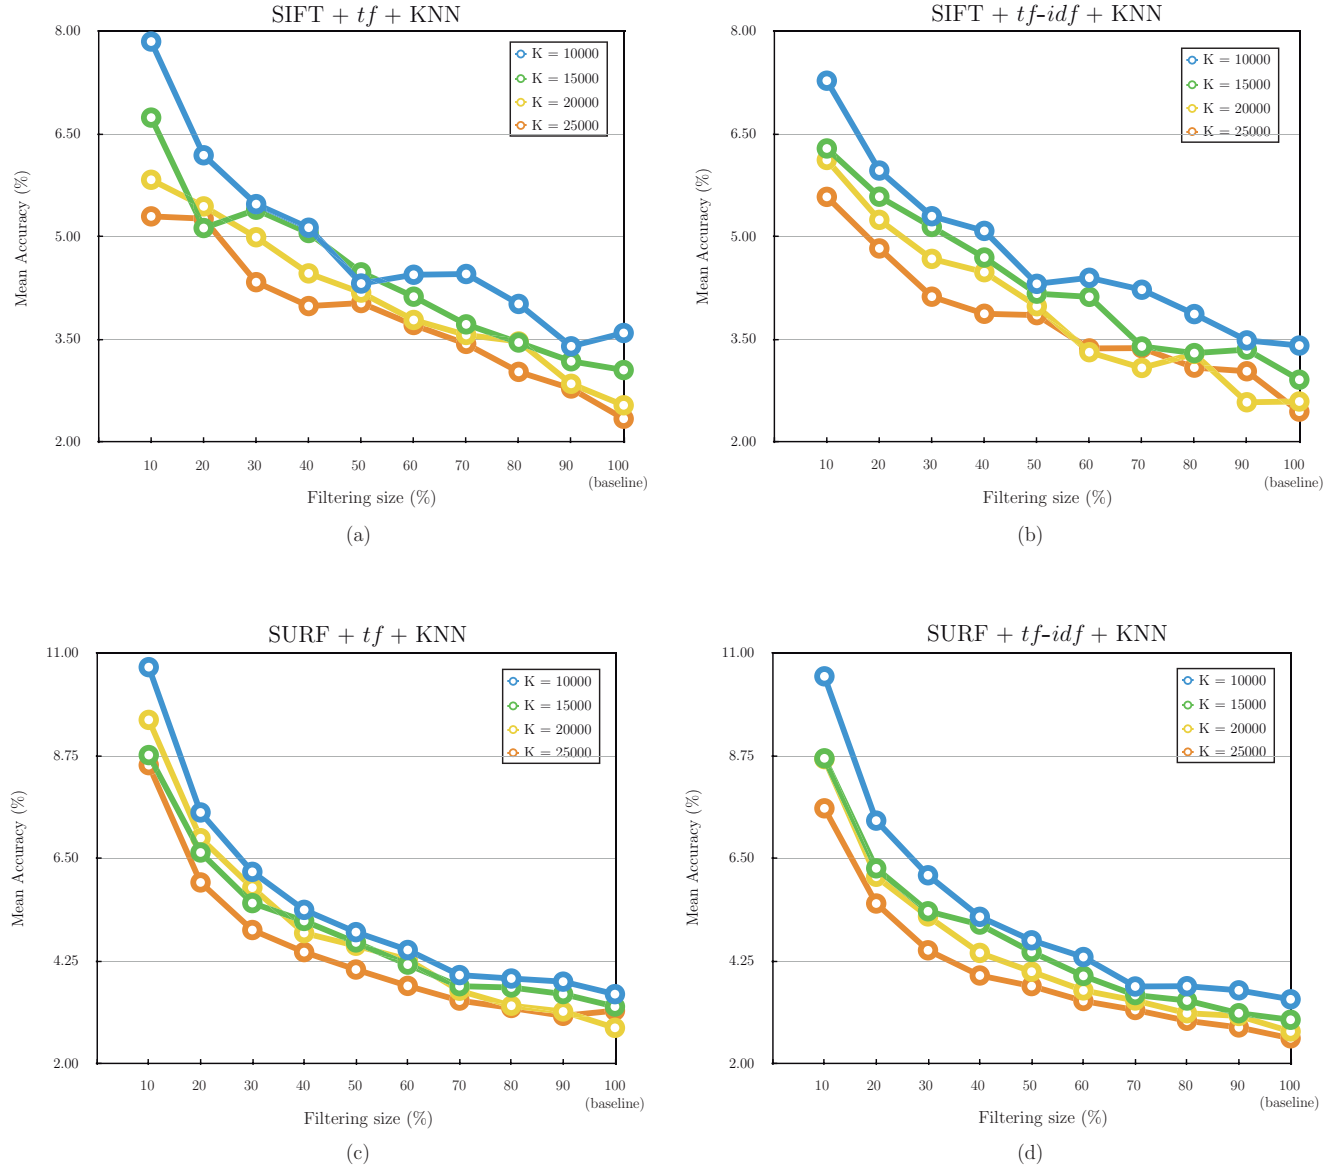 SIFT + tf + KNN
8.00
6.50
5.00
3.50
2.00
Mean Accuracy (%)
K = 10000
K = 15000
K = 20000
K = 25000
10 20 30 40 50 60 70 80 90 100
(baseline)
Filtering size (%)
(a)
SIFT + tf-idf + KNN
8.00
6.50
5.00
3.50
2.00
Mean Accuracy (%)
K = 10000
K = 15000
K = 20000
K = 25000
10 20 30 40 50 60 70 80 90 100
(baseline)
Filtering size (%)
(b)
SURF + tf + KNN
11.00
8.75
6.50
4.25
2.00
Mean Accuracy (%)
K = 10000
K = 15000
K = 20000
K = 25000
10 20 30 40 50 60 70 80 90 100
(baseline)
Filtering size (%)
(c)
SURF + tf-idf + KNN
11.00
8.75
6.50
4.25
2.00
Mean Accuracy (%)
K = 10000
K = 15000
K = 20000
K = 25000
10 20 30 40 50 60 70 80 90 100
(baseline)
Filtering size (%)
(d)